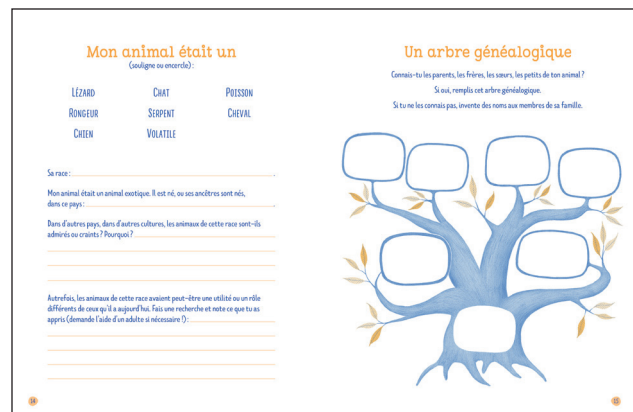 Mon animal était un
(souligne ou encercle) :
LÉZARD CHAT POISSON
RONGEUR SERPENT CHEVAL
CHIEN VOLATILE
Sa race :
Mon animal était un animal exotique. Il est né, ou ses ancêtres sont nés,
dans ce pays :
Dans d'autres pays, dans d'autres cultures, les animaux de cette race sont-ils
admirés ou craints ? Pourquoi ?
Autrefois, les animaux de cette race avaient peut-être une utilité ou un rôle
différents de ceux qu'il a aujourd'hui. Fais une recherche et note ce que tu as
appris (demande l'aide d'un adulte si nécessaire !) :
14
Un arbre généalogique
Connais-tu les parents, les frères, les sœurs, les petits de ton animal ?
Si oui, remplis cet arbre généalogique.
Si tu ne les connais pas, invente des noms aux membres de sa famille.
15